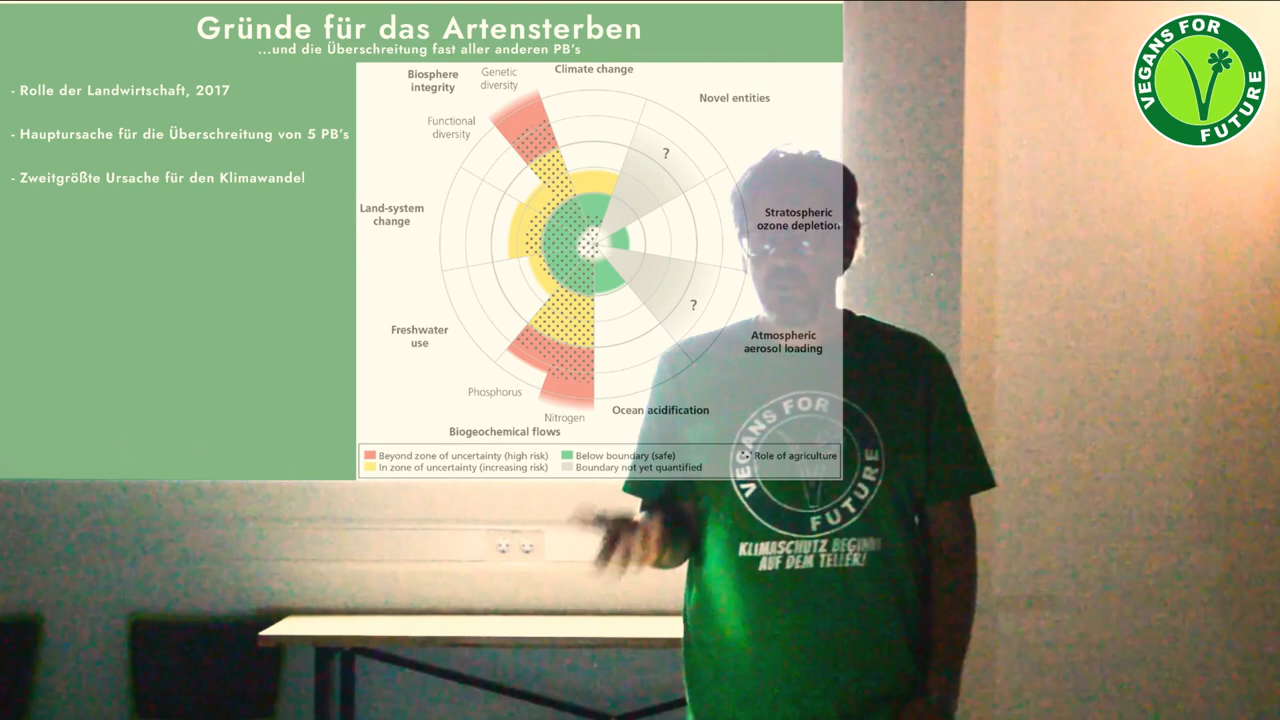 Gründe für das Artensterben
...und die Überschreitung fast aller anderen PB's
- Rolle der Landwirtschaft, 2017
- Hauptursache für die Überschreitung von 5 PB's
- Zweitgrößte Ursache für den Klimawandel
Biosphere
integrity
Genetic
diversity
Climate change
Novel entities
Functional
diversity
?
Land-system
change
Stratospheric
ozone depletion
?
Freshwater
use
Atmospheric
aerosol loading
Phosphorus
Nitrogen
Ocean acidification
Biogeochemical flows
Beyond zone of uncertainty (high risk)
Below boundary (safe)
Role of agriculture
In zone of uncertainty (increasing risk)
Boundary not yet quantified
VEGANS FOR
FUTURE
VEGANS FOR
FUTURE
KLIMASCHUTZ BEGINNT
AUF DEM TELLER!